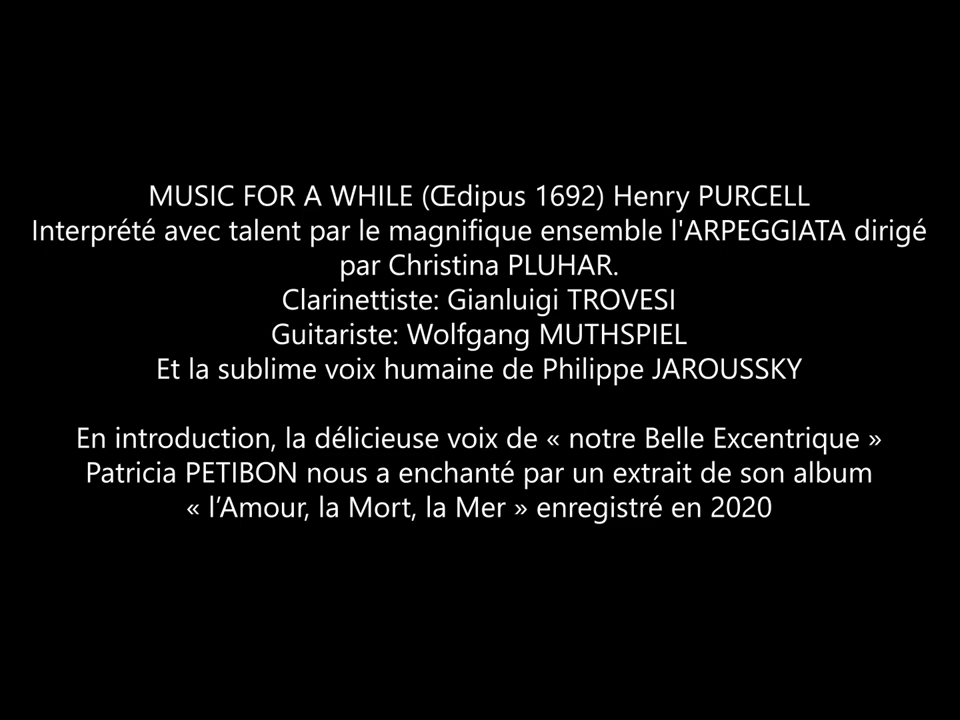 MUSIC FOR A WHILE (Œdipus 1692) Henry PURCELL
Interprété avec talent par le magnifique ensemble l'ARPEGGIATA dirigé
par Christina PLUHAR.
Clarinettiste: Gianluigi TROVESI
Guitariste: Wolfgang MUTHSPIEL
Et la sublime voix humaine de Philippe JAROUSSKY
En introduction, la délicieuse voix de « notre Belle Excentrique »
Patricia PETIBON nous a enchanté par un extrait de son album
« l’Amour, la Mort, la Mer » enregistré en 2020